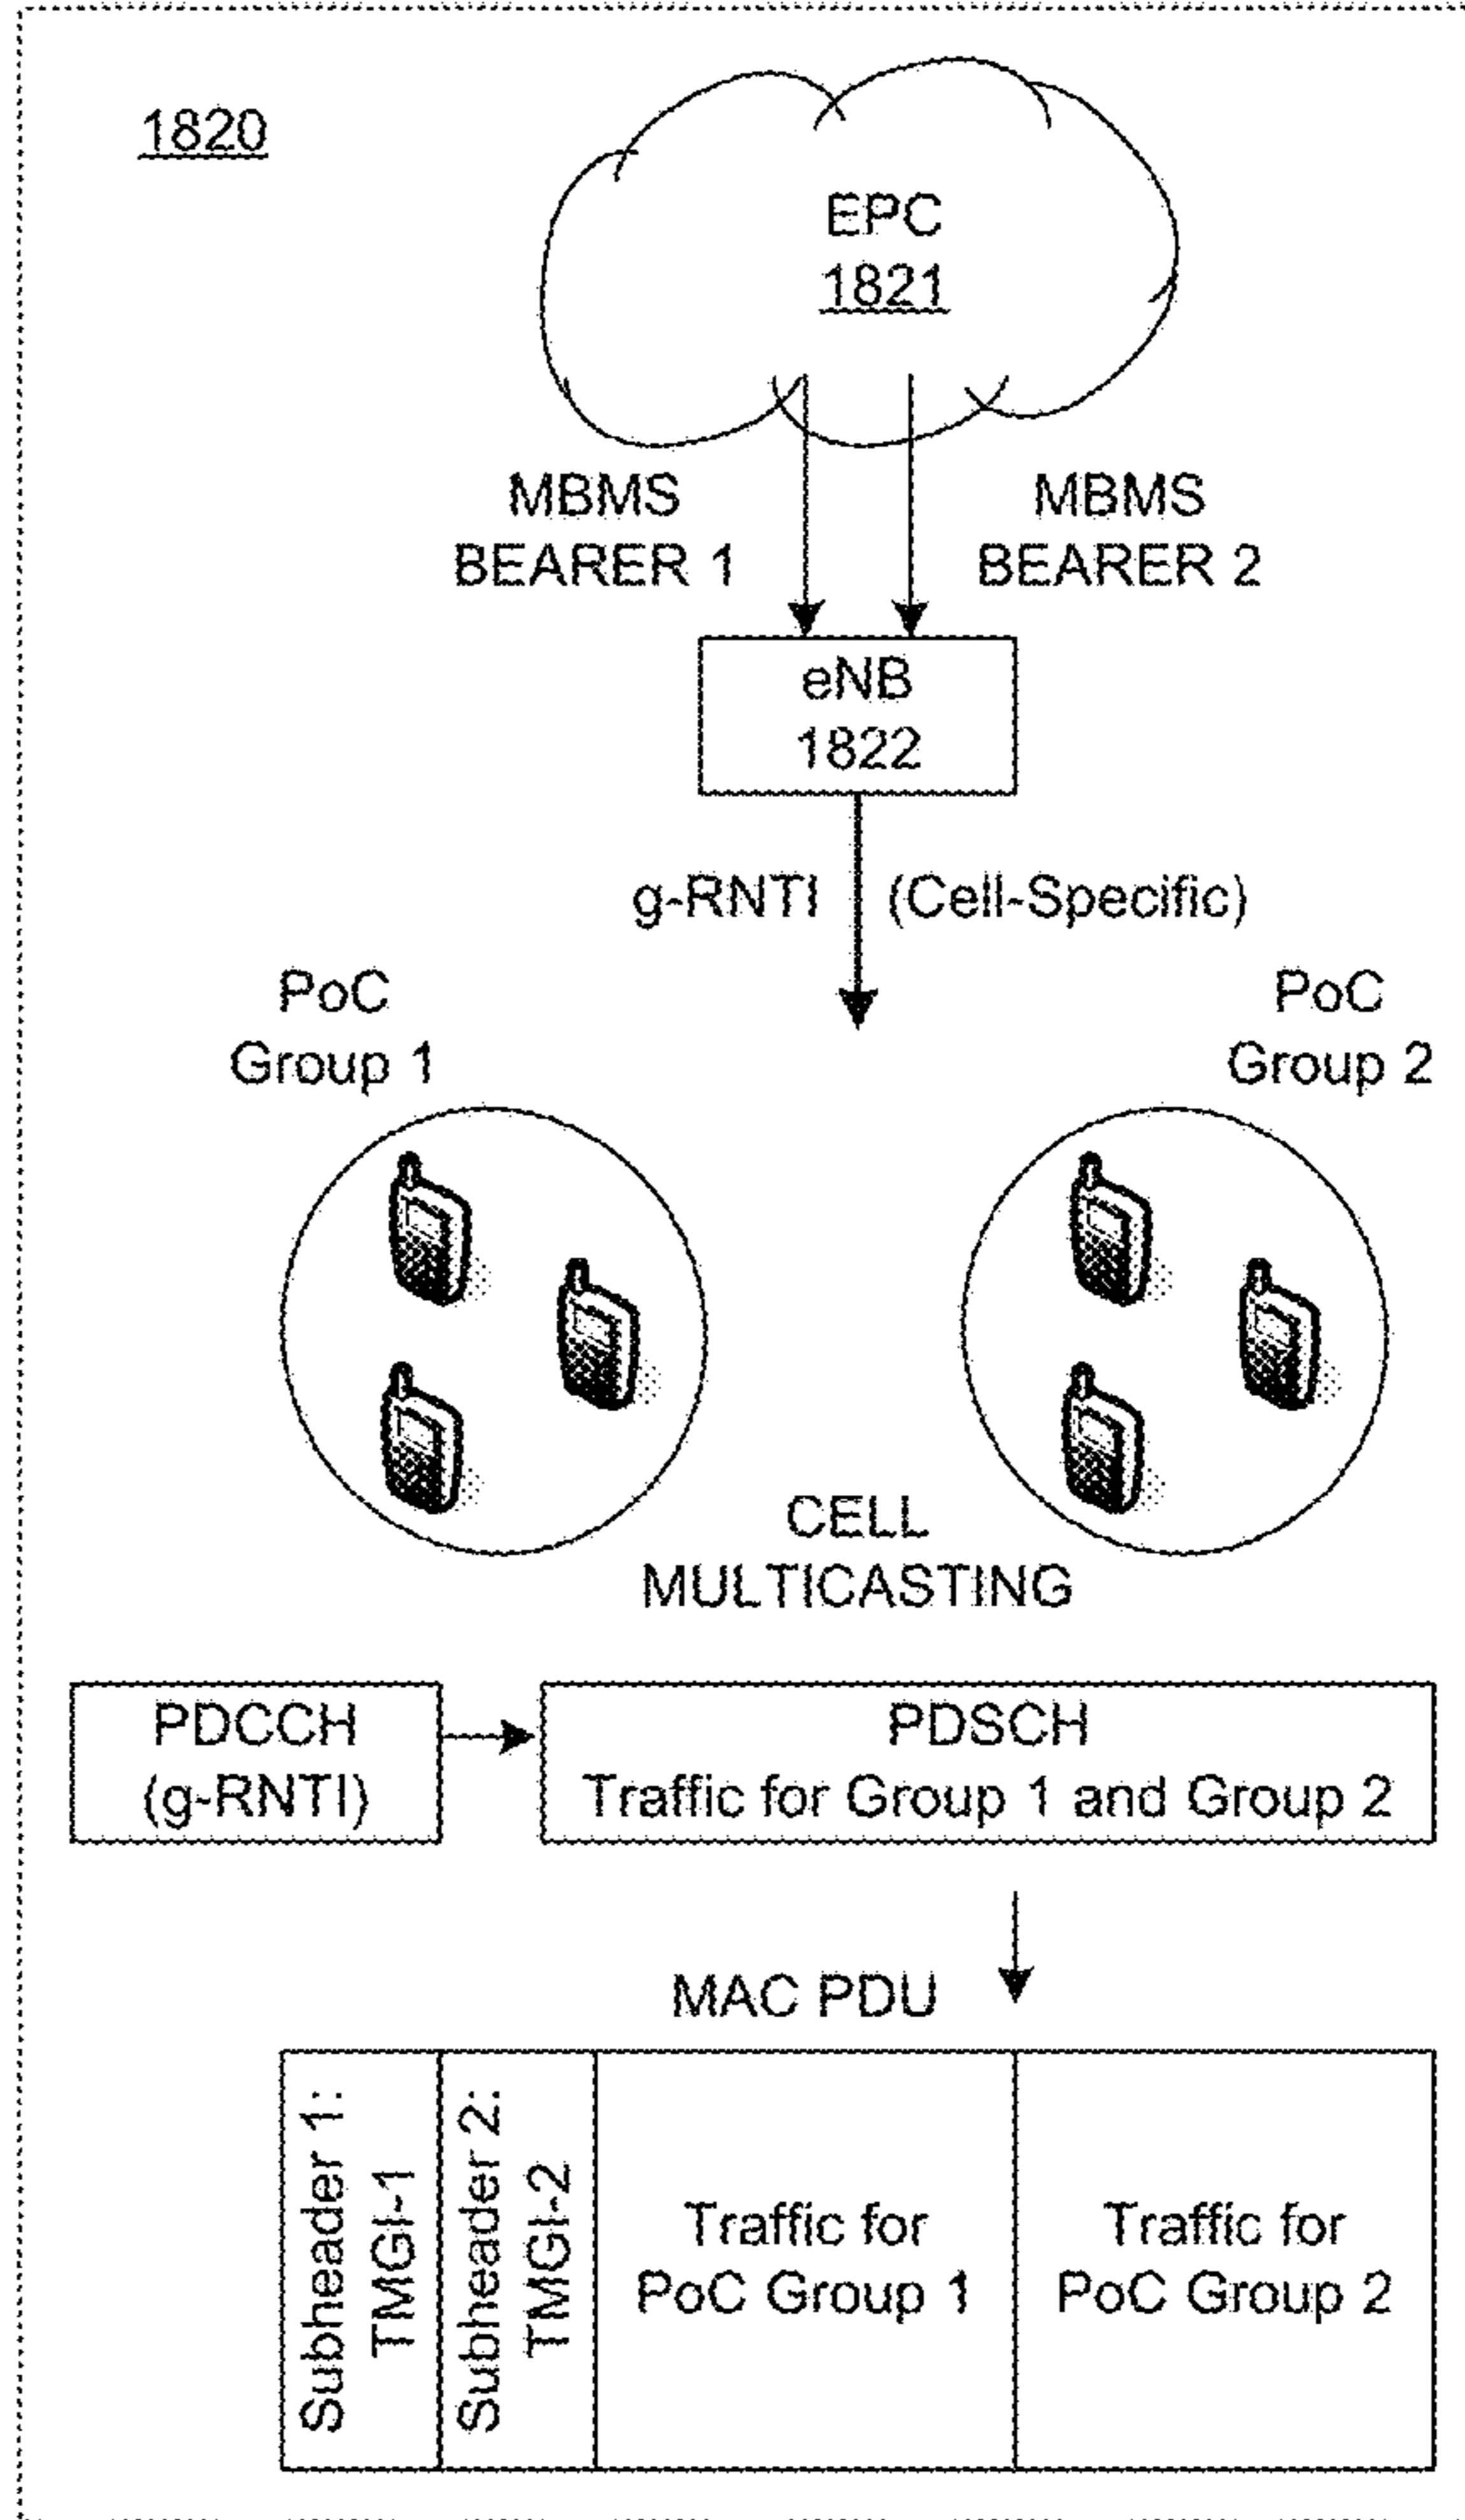 1820
EPC
1821
MBMS
BEARER 1
MBMS
BEARER 2
eNB
1822
g-RNTI
(Cell-Specific)
PoC
Group 1
PoC
Group 2
CELL
MULTICASTING
PDCCH
(g-RNTI)
PDSCH
Traffic for Group 1 and Group 2
MAC PDU
Subheader 1:
TMGI-1
Subheader 2:
TMGI-2
Traffic for
PoC Group 1
Traffic for
PoC Group 2